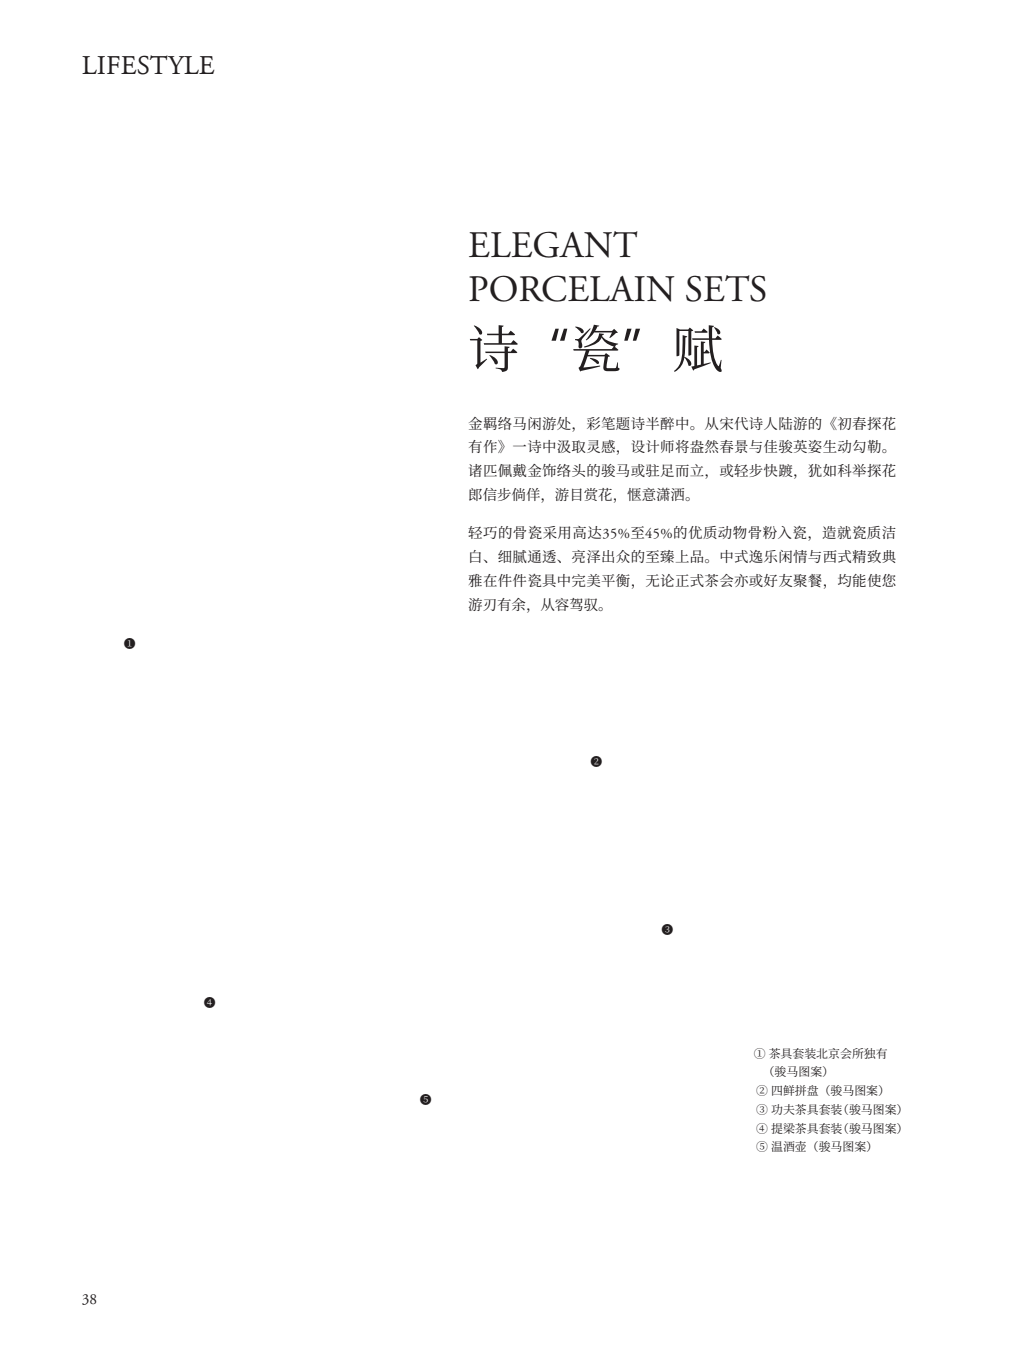 LIFESTYLE
ELEGANT
PORCELAIN SETS
诗“瓷”赋
金羁络马闲游处，彩笔题诗半醉中。从宋代诗人陆游的《初春探花
有作》一诗中汲取灵感，设计师将盎然春景与佳骏英姿生动勾勒。
诸匹佩戴金饰络头的骏马或驻足而立，或轻步快踱，犹如科举探花
郎信步倘佯，游目赏花，惬意潇洒。
轻巧的骨瓷采用高达35%至45%的优质动物骨粉入瓷，造就瓷质洁
白、细腻通透、亮泽出众的至臻上品。中式逸乐闲情与西式精致典
雅在件件瓷具中完美平衡，无论正式茶会亦或好友聚餐，均能使您
游刃有余，从容驾驭。
❶
❷
❸
❹
❺
① 茶具套装北京会所独有
（骏马图案）
② 四鲜拼盘（骏马图案）
③ 功夫茶具套装（骏马图案）
④ 提梁茶具套装（骏马图案）
⑤ 温酒壶（骏马图案）
38